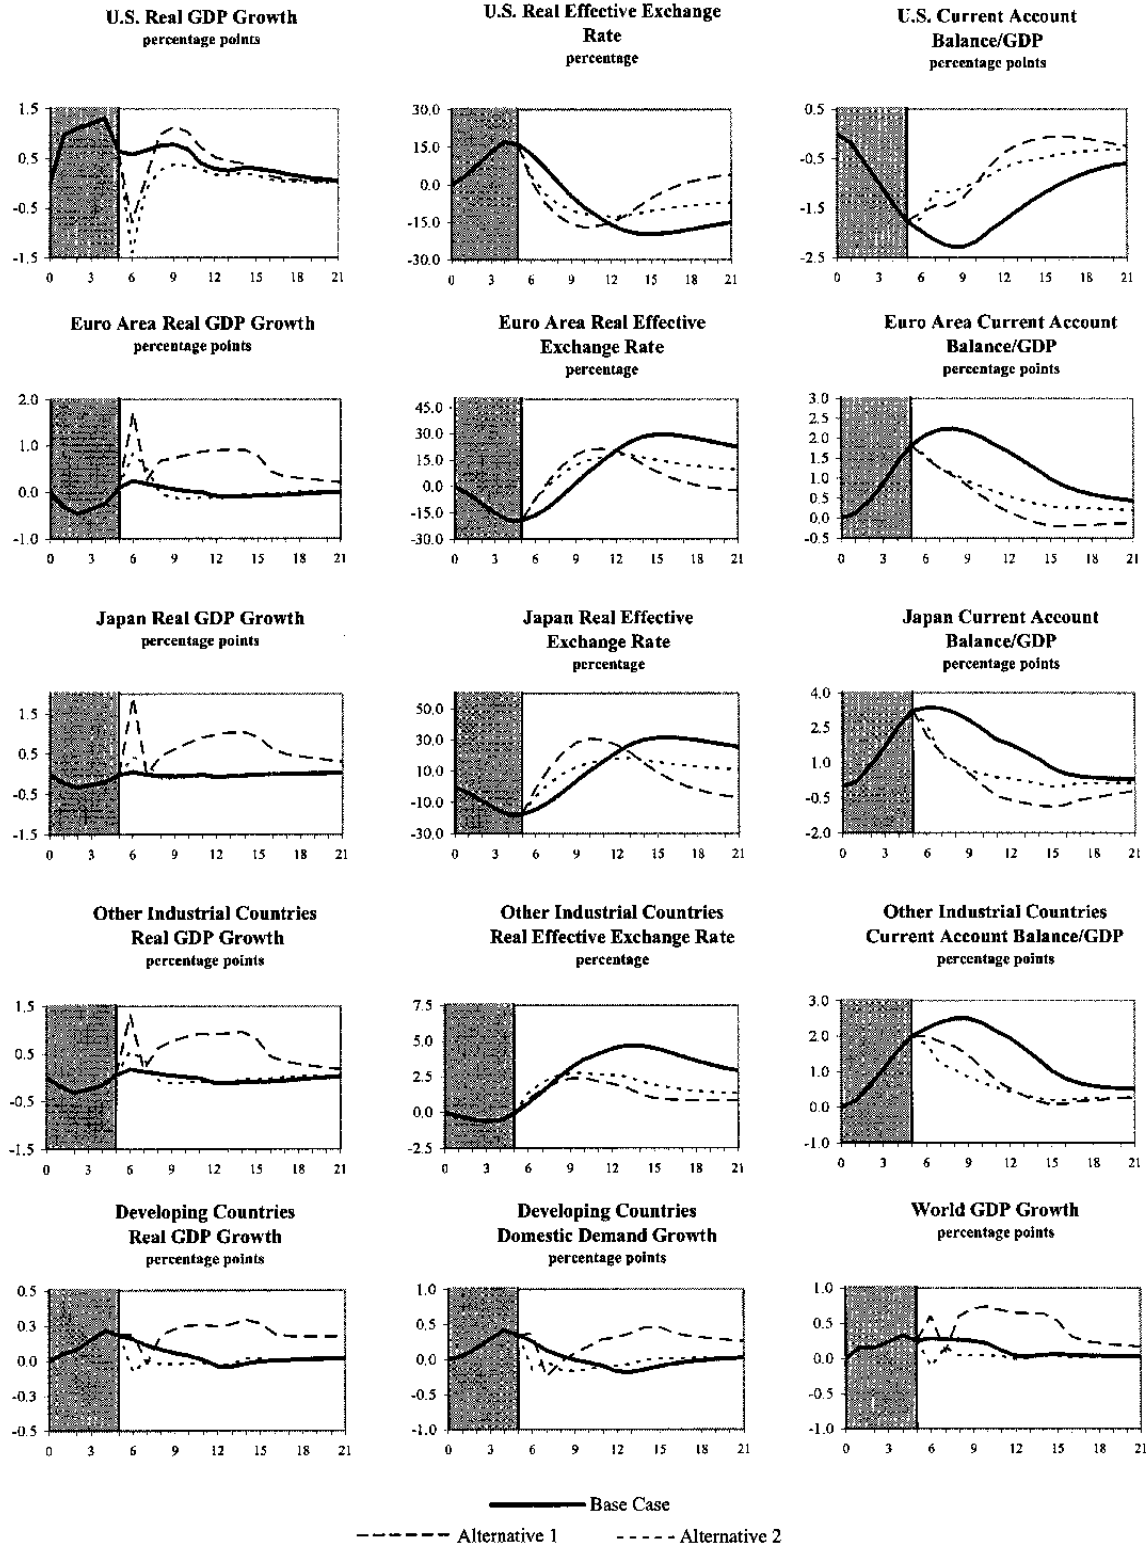 U.S. Real GDP Growth
percentage points
U.S. Real Effective Exchange
Rate
percentage
U.S. Current Account
Balance/GDP
percentage points
1.5
0.5
-0.5
-1.5
0 3 6 9 12 15 18 21
30.0
15.0
0.0
-15.0
-30.0
0 3 6 9 12 15 18 21
0.5
-0.5
-1.5
-2.5
0 3 6 9 12 15 18 21
Euro Area Real GDP Growth
percentage points
Euro Area Real Effective
Exchange Rate
percentage
Euro Area Current Account
Balance/GDP
percentage points
2.0
1.0
0.0
-1.0
0 3 6 9 12 15 18 21
45.0
30.0
15.0
0.0
-15.0
-30.0
0 3 6 9 12 15 18 21
3.0
2.5
2.0
1.5
1.0
0.5
0.0
-0.5
0 3 6 9 12 15 18 21
Japan Real GDP Growth
percentage points
Japan Real Effective
Exchange Rate
percentage
Japan Current Account
Balance/GDP
percentage points
1.5
0.5
-0.5
-1.5
0 3 6 9 12 15 18 21
50.0
30.0
10.0
-10.0
-30.0
0 3 6 9 12 15 18 21
4.0
2.5
1.0
-0.5
-2.0
0 3 6 9 12 15 18 21
Other Industrial Countries
Real GDP Growth
percentage points
Other Industrial Countries
Real Effective Exchange Rate
percentage
Other Industrial Countries
Current Account Balance/GDP
percentage points
1.5
0.5
-0.5
-1.5
0 3 6 9 12 15 18 21
7.5
5.0
2.5
0.0
-2.5
0 3 6 9 12 15 18 21
3.0
2.0
1.0
0.0
-1.0
0 3 6 9 12 15 18 21
Developing Countries
Real GDP Growth
percentage points
Developing Countries
Domestic Demand Growth
percentage points
World GDP Growth
percentage points
0.5
0.3
0.0
-0.3
-0.5
0 3 6 9 12 15 18 21
1.0
0.5
0.0
-0.5
-1.0
0 3 6 9 12 15 18 21
1.0
0.5
0.0
-0.5
-1.0
0 3 6 9 12 15 18 21
Base Case
Alternative 1
Alternative 2